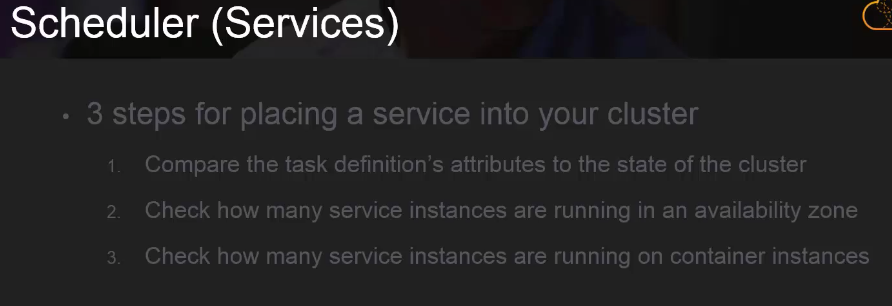 Scheduler (Services)
• 3 steps for placing a service into your cluster
1. Compare the task definition's attributes to the state of the cluster
2. Check how many service instances are running in an availability zone
3. Check how many service instances are running on container instances